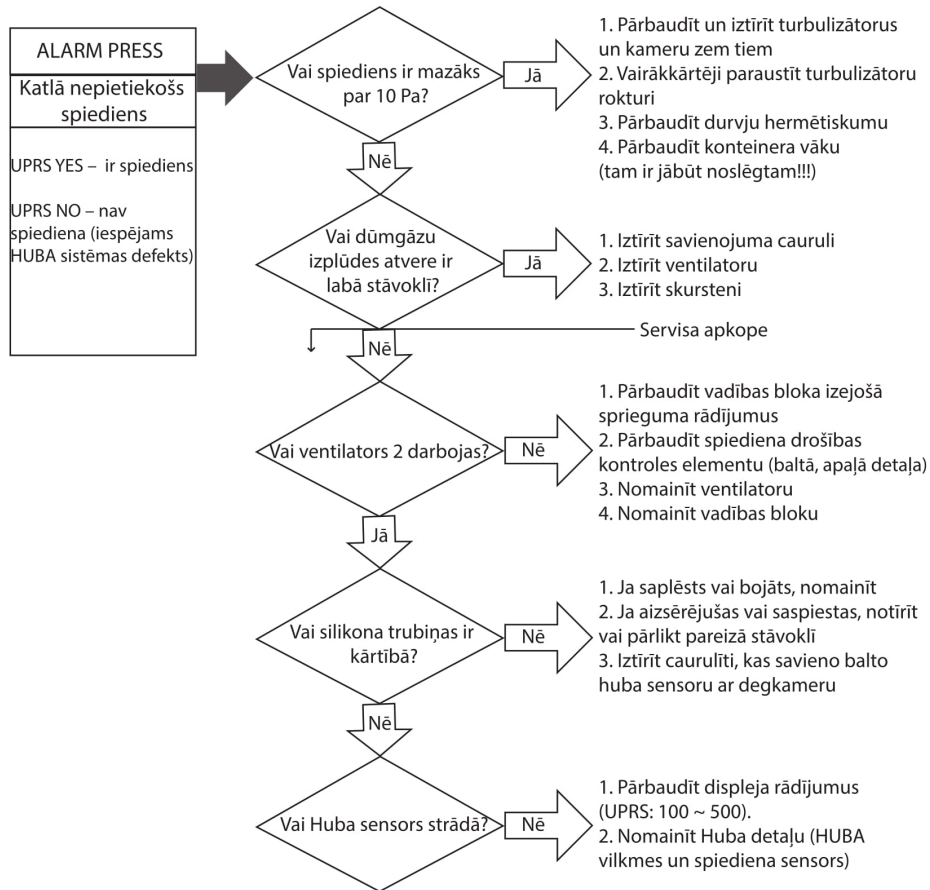 ALARM PRESS
Katlā nepietiekošs
spiediens
UPRS YES – ir spiediens
UPRS NO – nav
spiediena (iespējams
HUBA sistēmas defekts)
Vai spiediens ir mazāks
par 10 Pa?
Jā
1. Pārbaudīt un iztīrīt turbulizātorus
un kameru zem tiem
2. Vairākkārtēji paraustīt turbulizātoru
rokturi
3. Pārbaudīt durvju hermētiskumu
4. Pārbaudīt konteinera vāku
(tam ir jābūt noslēgtam!!!)
Nē
Vai dūmgāzu
izplūdes atvere ir
labā stāvoklī?
Jā
1. Iztīrīt savienojuma cauruli
2. Iztīrīt ventilatoru
3. Iztīrīt skursteni
Servisa apkope
Nē
Vai ventilators 2 darbojas?
Nē
1. Pārbaudīt vadības bloka izejošā
sprieguma rādījumus
2. Pārbaudīt spiediena drošības
kontroles elementu (baltā, apaļā detaļa)
3. Nomainīt ventilatoru
4. Nomainīt vadības bloku
Jā
Vai silikona trubiņas ir
kārtībā?
Nē
1. Ja saplēsts vai bojāts, nomainīt
2. Ja aizsērējušas vai saspiestas, notīrīt
vai pārlikt pareizā stāvoklī
3. Iztīrīt caurulīti, kas savieno balto
huba sensoru ar degkameru
Nē
Vai Huba sensors strādā?
Nē
1. Pārbaudīt displeja rādījumus
(UPRS: 100 ~ 500).
2. Nomainīt Huba detaļu (HUBA
vilkmes un spiediena sensors)